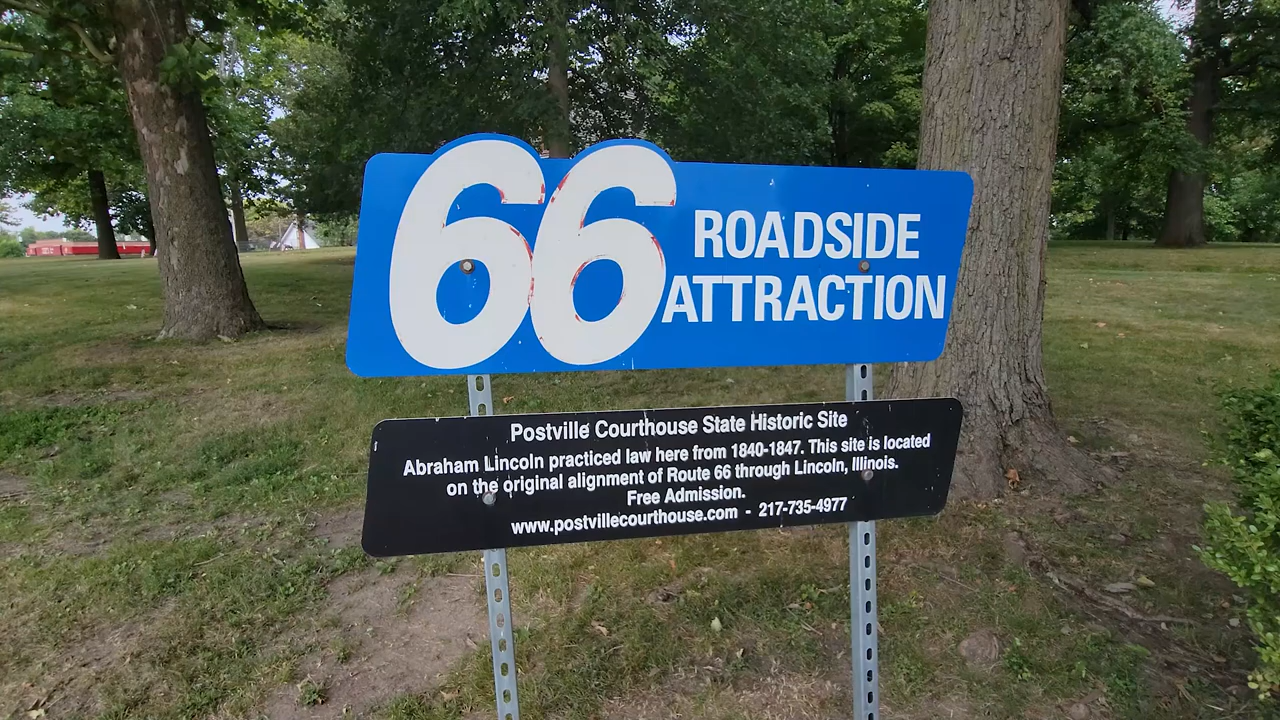 66 ROADSIDE
ATTRACTION
Postville Courthouse State Historic Site
Abraham Lincoln practiced law here from 1840-1847. This site is located
on the original alignment of Route 66 through Lincoln, Illinois.
Free Admission.
www.postvillecourthouse.com - 217-735-4977